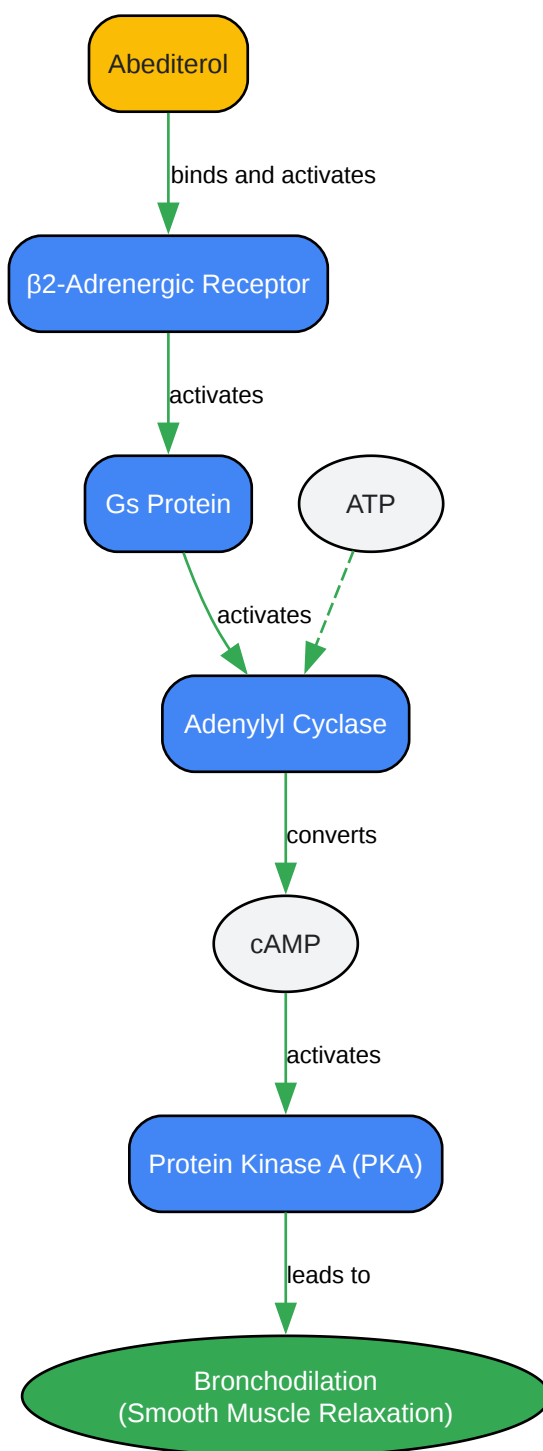 Abediterol
binds and activates
β2-Adrenergic Receptor
activates
Gs Protein
ATP
activates
Adenylyl Cyclase
converts
cAMP
activates
Protein Kinase A (PKA)
leads to
Bronchodilation
(Smooth Muscle Relaxation)